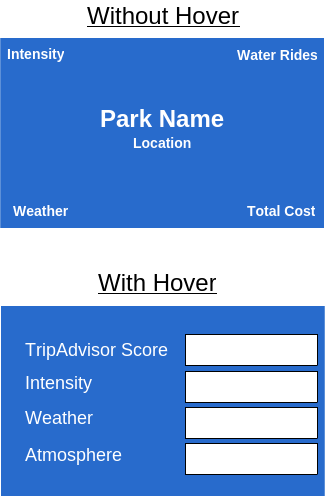 Without Hover
Intensity
Water Rides
Park Name
Location
Weather
Total Cost
With Hover
TripAdvisor Score
Intensity
Weather
Atmosphere